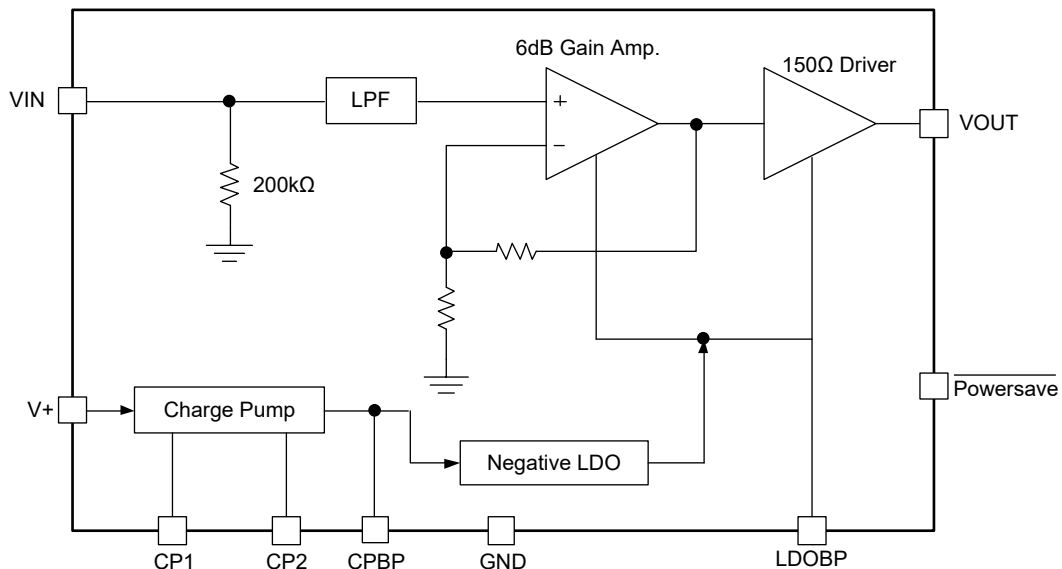 6dB Gain Amp.
150Ω Driver
VIN
LPF
+
−
VOUT
200kΩ
V+
Charge Pump
Powersave
Negative LDO
CP1
CP2
CPBP
GND
LDOBP